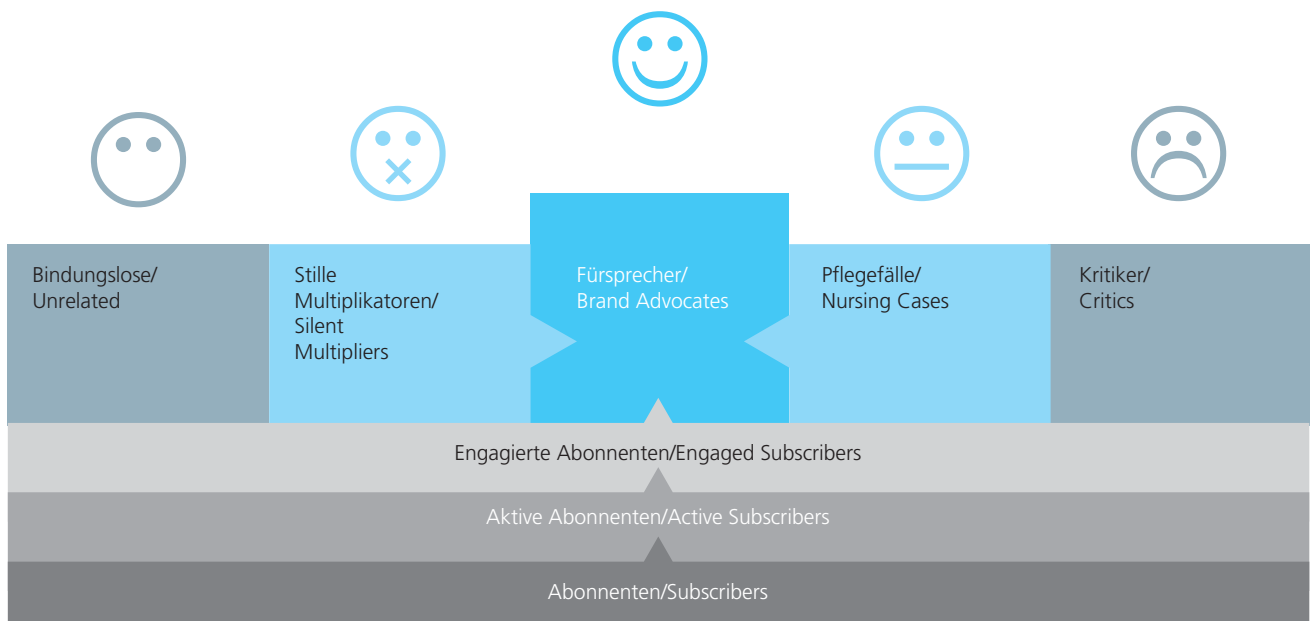 Bindungslose/
Unrelated
Stille
Multiplikatoren/
Silent
Multipliers
Fürsprecher/
Brand Advocates
Pflegefälle/
Nursing Cases
Kritiker/
Critics
Engagierte Abonnenten/Engaged Subscribers
Aktive Abonnenten/Active Subscribers
Abonnenten/Subscribers